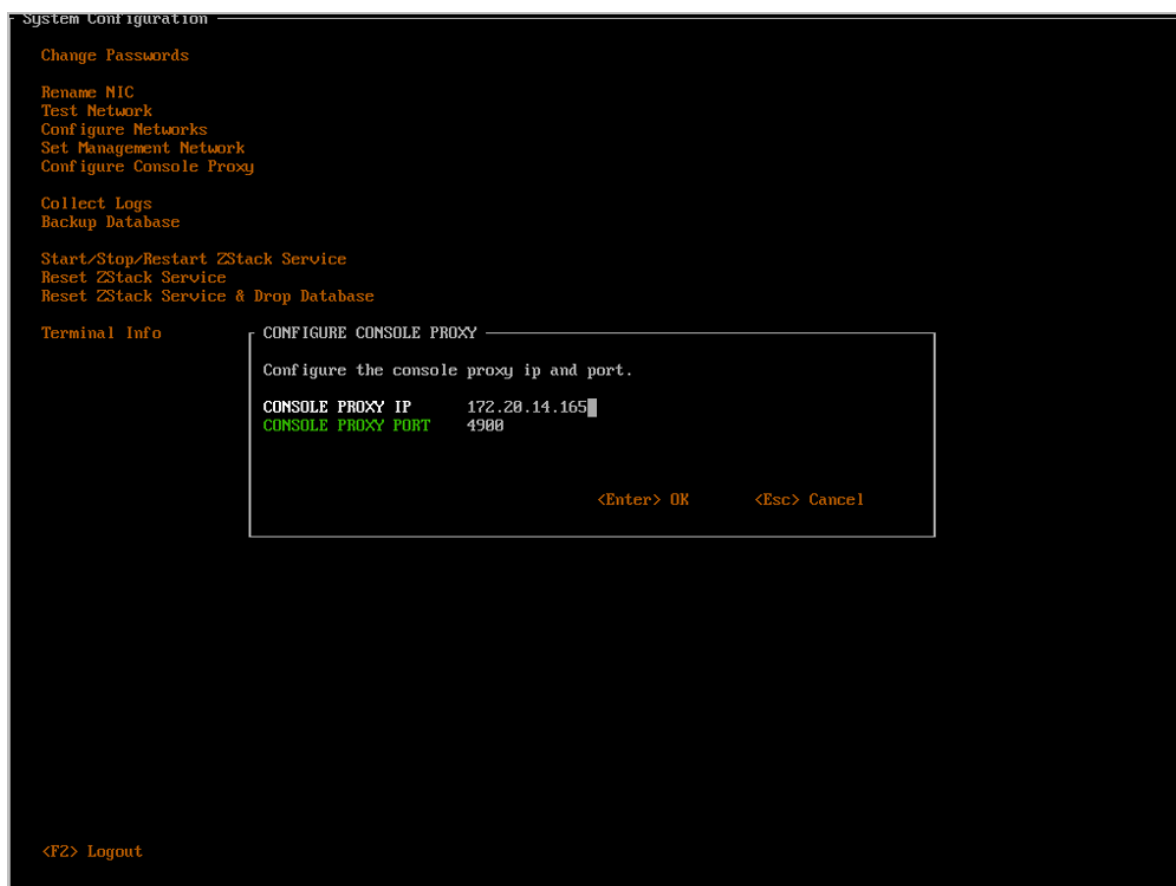 System Configuration
Change Passwords
Rename NIC
Test Network
Configure Networks
Set Management Network
Configure Console Proxy
Collect Logs
Backup Database
Start/Stop/Restart ZStack Service
Reset ZStack Service
Reset ZStack Service & Drop Database
Terminal Info
CONFIGURE CONSOLE PROXY
Configure the console proxy ip and port.
CONSOLE PROXY IP 172.20.14.165
CONSOLE PROXY PORT 4900
<Enter> OK <Esc> Cancel
<F2> Logout